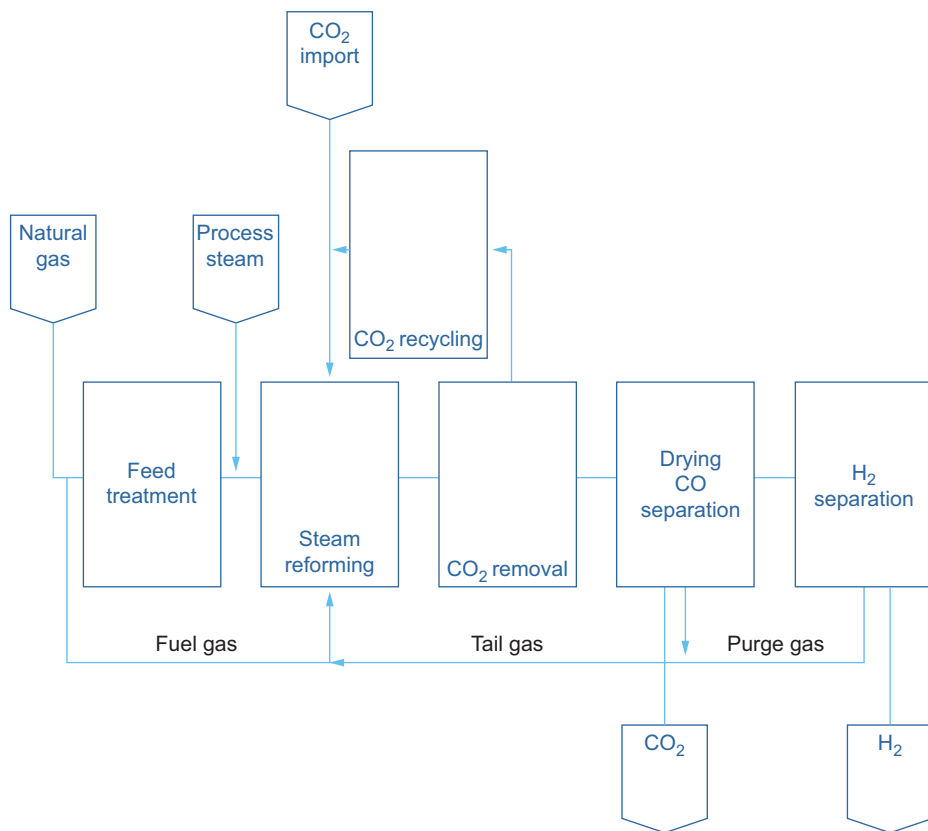 CO2
import
Natural
gas
Process
steam
CO2 recycling
Feed
treatment
Steam
reforming
CO2 removal
Drying
CO
separation
H2
separation
Fuel gas
Tail gas
Purge gas
CO2
H2